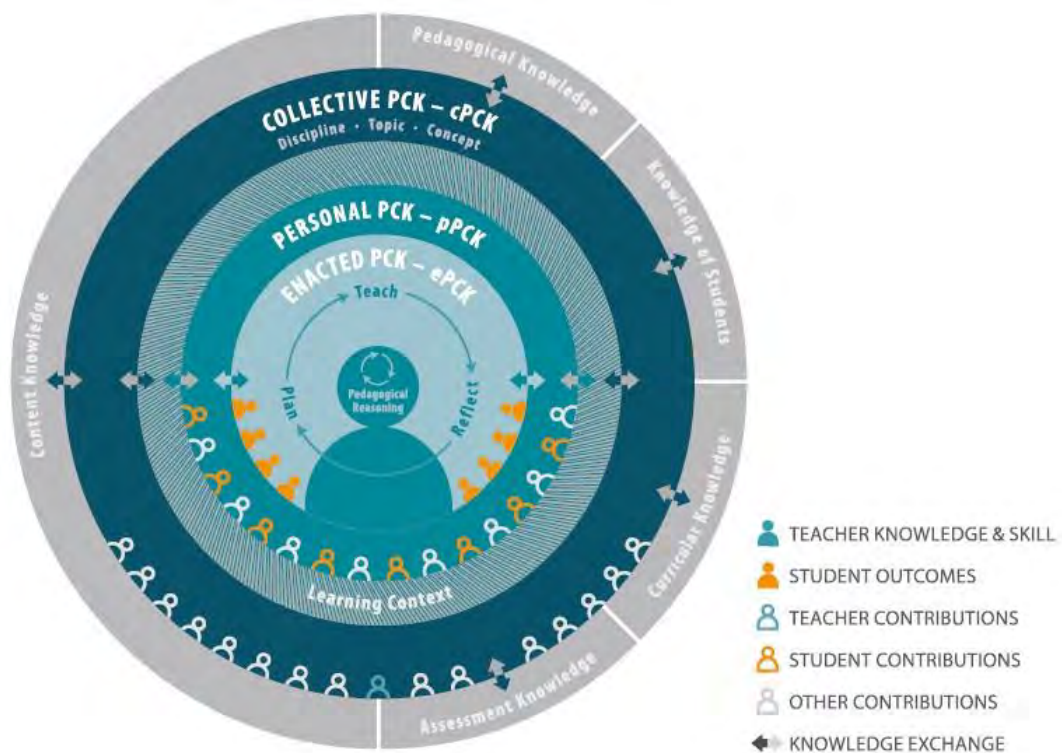 Pedagogical Knowledge
COLLECTIVE PCK – cPCK
Discipline · Topic · Concept
Knowledge of Students
PERSONAL PCK – pPCK
ENACTED PCK – ePCK
Teach
Content Knowledge
Pedagogical
Reasoning
Plan
Reflect
Curricular Knowledge
Learning Context
Assessment Knowledge
TEACHER KNOWLEDGE & SKILL
STUDENT OUTCOMES
TEACHER CONTRIBUTIONS
STUDENT CONTRIBUTIONS
OTHER CONTRIBUTIONS
KNOWLEDGE EXCHANGE